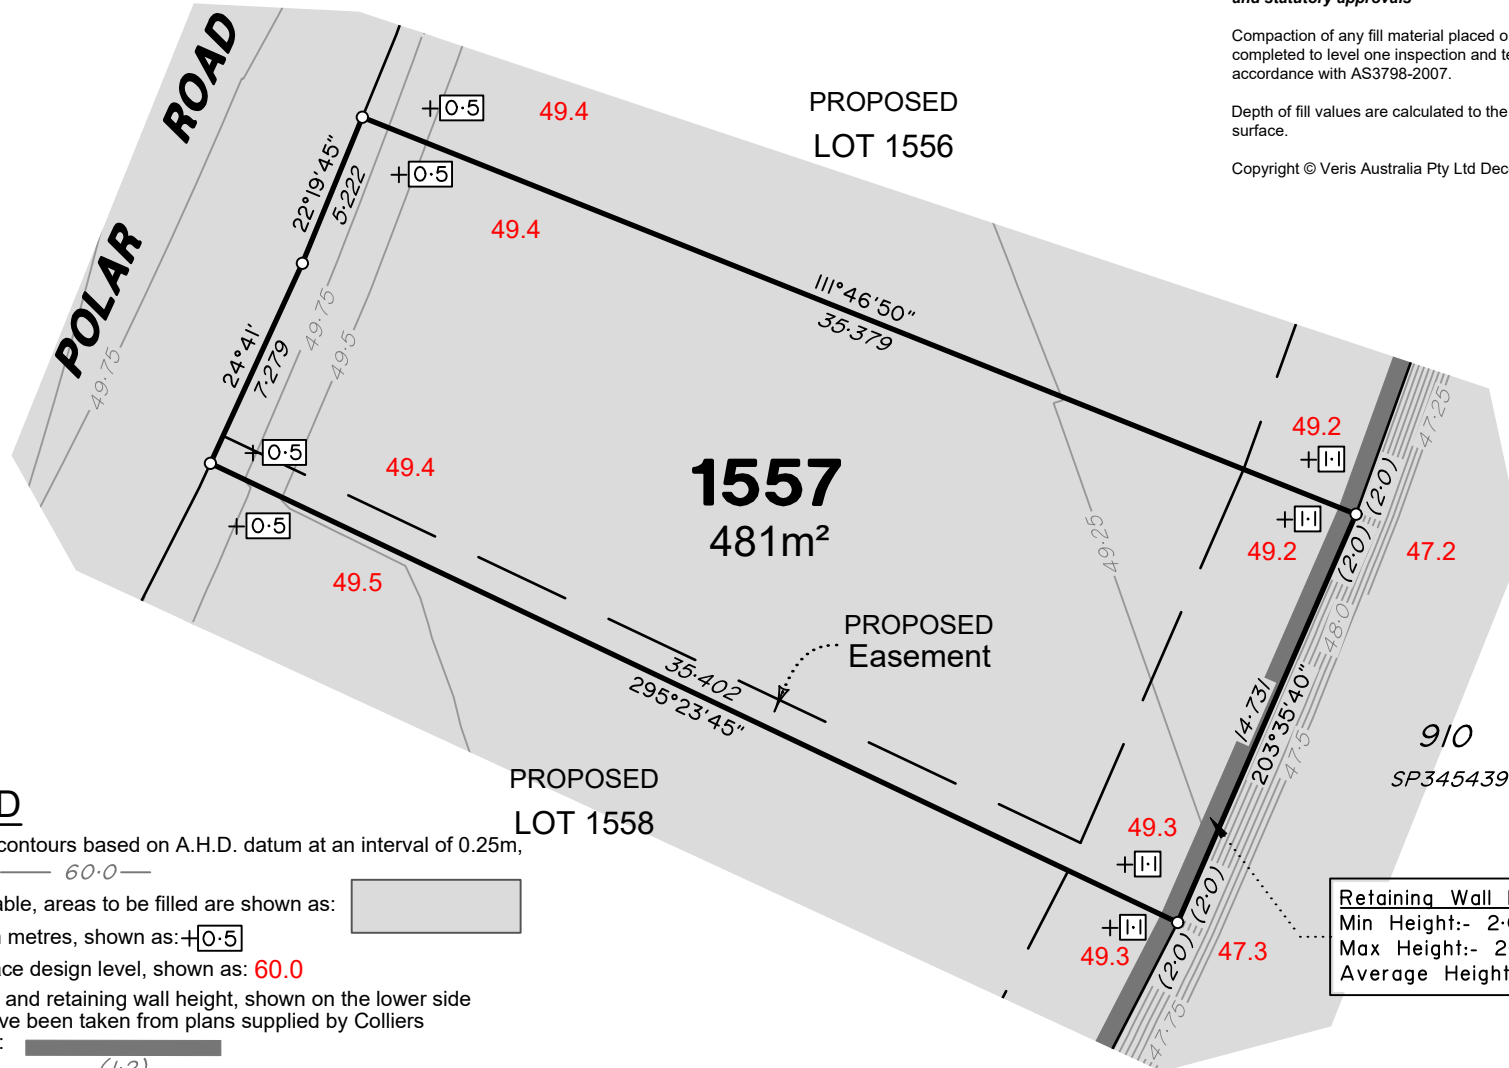 and statutory approvals
Compaction of any fill material placed
completed to level one inspection and
accordance with AS3798-2007.
Depth of fill values are calculated to the
surface.
Copyright © Veris Australia Pty Ltd
POLAR ROAD
PROPOSED
LOT 1556
+0·5
49.4
+0·5
49.4
22°19'45"
5·222
24°41'
7·279
49·75
49·75
49·5
111°46'50"
35·379
+0·5
49.4
+0·5
49.5
1557
481m²
49·25
PROPOSED
Easement
35·402
295°23'45"
PROPOSED
LOT 1558
49.2
+1·1
+1·1
49.2
47·25
(2·0)
(2·0)
47.2
48·0
14·731
203°35'40"
47·5
910
SP345439
49.3
+1·1
+1·1
49.3
(2·0)
(2·0)
47.3
47·75
Retaining Wall
Min Height:- 2·
Max Height:- 2
Average Height
D
contours based on A.H.D. datum at an interval of 0.25m,
60·0
able, areas to be filled are shown as:
metres, shown as: +0·5
ace design level, shown as: 60.0
and retaining wall height, shown on the lower side
ve been taken from plans supplied by Colliers
:
(1·2)